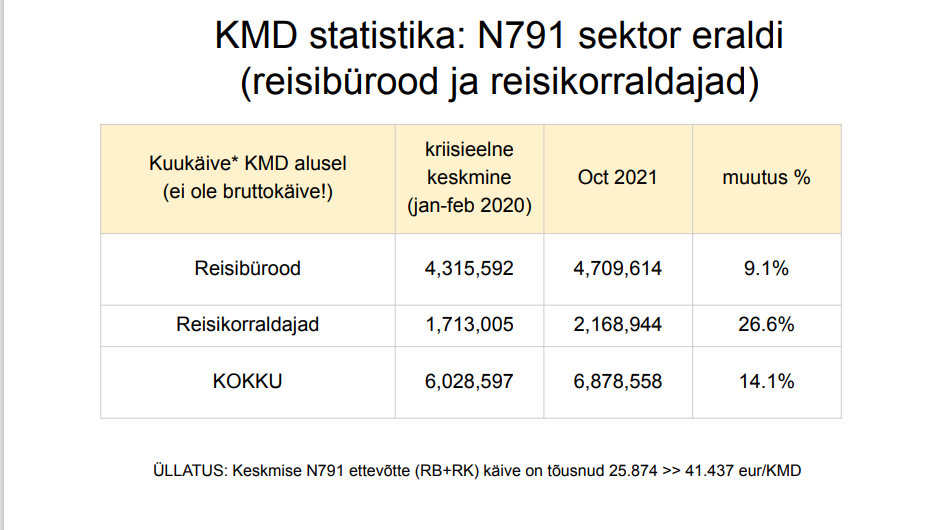 KMD statistika: N791 sektor eraldi
(reisibürood ja reisikorraldajad)
Kuukäive* KMD alusel
(ei ole bruttokäive!)
kriisieelne
keskmine
(jan-feb 2020)
Oct 2021
muutus %
Reisibürood 4,315,592 4,709,614 9.1%
Reisikorraldajad 1,713,005 2,168,944 26.6%
KOKKU 6,028,597 6,878,558 14.1%
ÜLLATUS: Keskmise N791 ettevõtte (RB+RK) käive on tõusnud 25.874 >> 41.437 eur/KMD